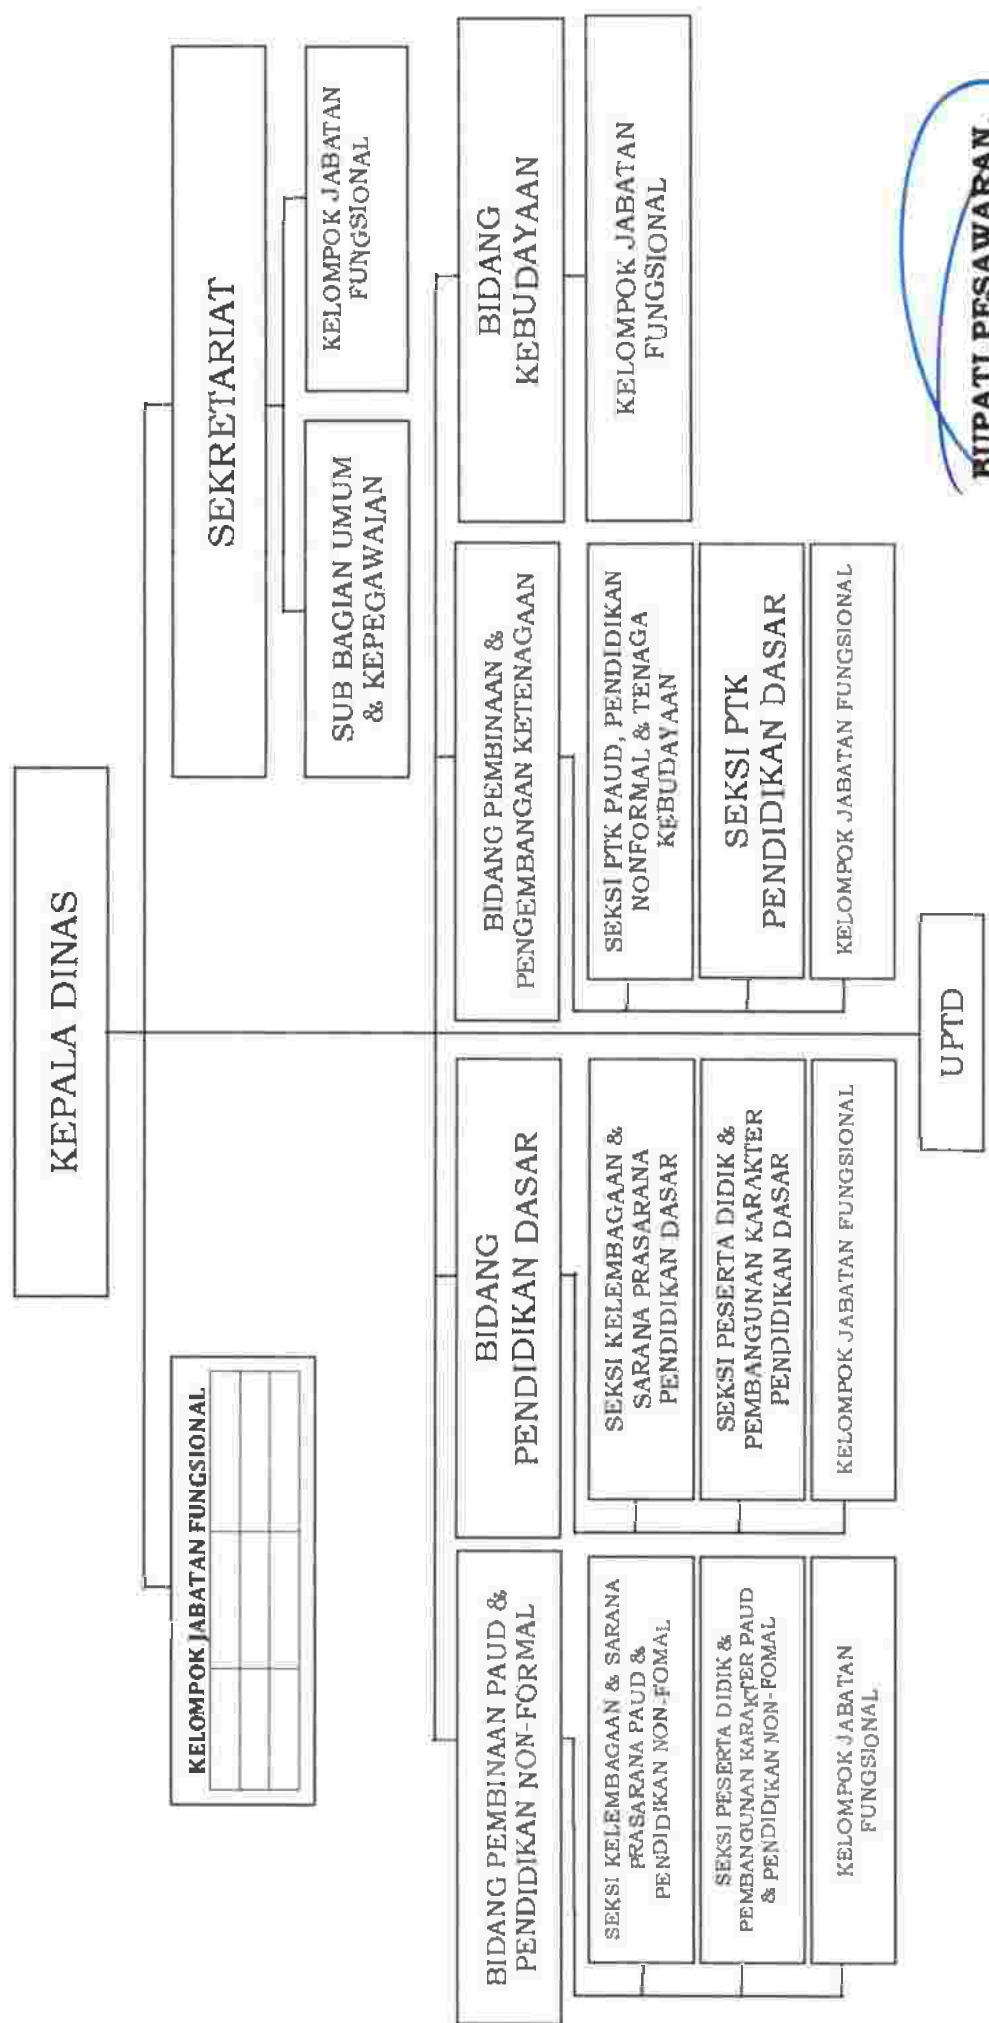 KEPALA DINAS
KELOMPOK JABATAN FUNGSIONAL
SEKRETARIAT
SUB BAGIAN UMUM
& KEPEGAWAIAN
KELOMPOK JABATAN
FUNGSIONAL
BIDANG PEMBINAAN PAUD &
PENDIDIKAN NON-FORMAL
SEKSI KELEMBAGAAN & SARANA
PRASARANA PAUD &
PENDIDIKAN NON-FOMAL
SEKSI PESERTA DIDIK &
PEMBANGUNAN KARAKTER PAUD
& PENDIDIKAN NON-FOMAL
KELOMPOK JABATAN
FUNGSIONAL
BIDANG
PENDIDIKAN DASAR
SEKSI KELEMBAGAAN &
SARANA PRASARANA
PENDIDIKAN DASAR
SEKSI PESERTA DIDIK &
PEMBANGUNAN KARAKTER
PENDIDIKAN DASAR
KELOMPOK JABATAN FUNGSIONAL
BIDANG PEMBINAAN &
PENGEMBANGAN KETENAGAAN
SEKSI PTK PAUD, PENDIDIKAN
NONFORMAL & TENAGA
KEBUDAYAAN
SEKSI PTK
PENDIDIKAN DASAR
KELOMPOK JABATAN FUNGSIONAL
BIDANG
KEBUDAYAAN
KELOMPOK JABATAN
FUNGSIONAL
UPTD
BUPATI PESAWARAN